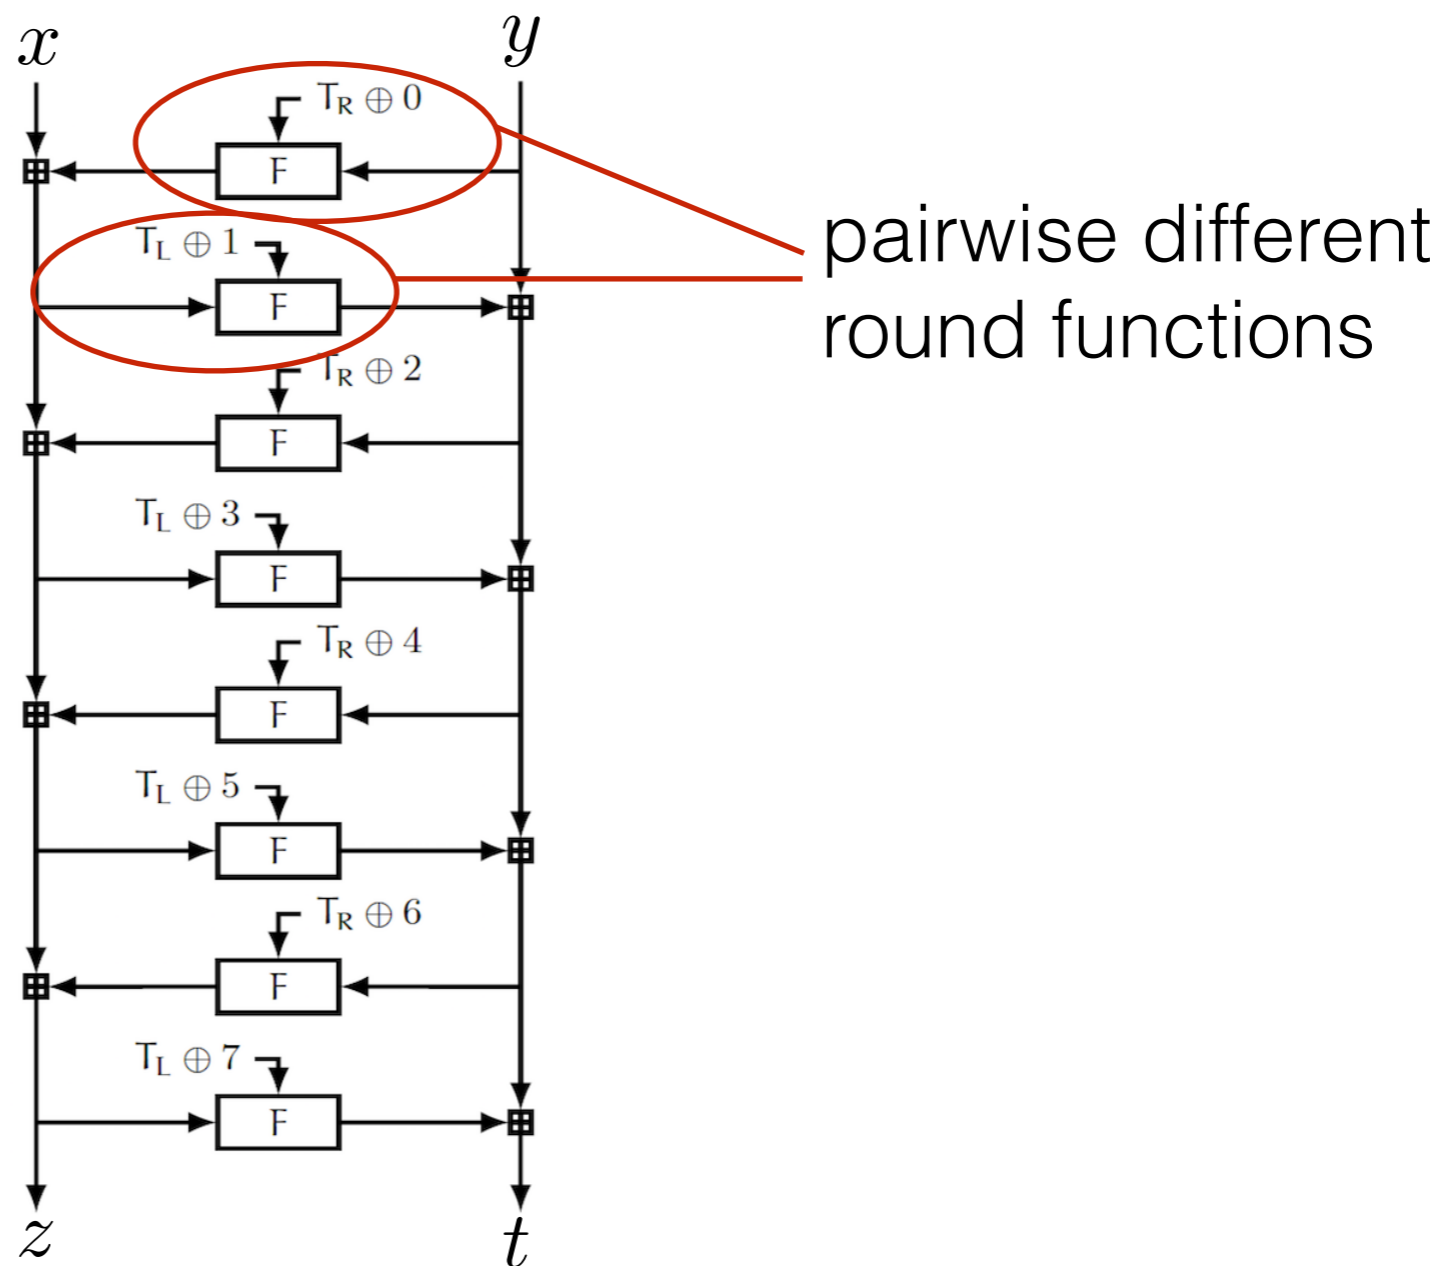 x y
T_R ⊕ 0
F
T_L ⊕ 1
F
T_R ⊕ 2
F
T_L ⊕ 3
F
T_R ⊕ 4
F
T_L ⊕ 5
F
T_R ⊕ 6
F
T_L ⊕ 7
F
z t
pairwise different
round functions